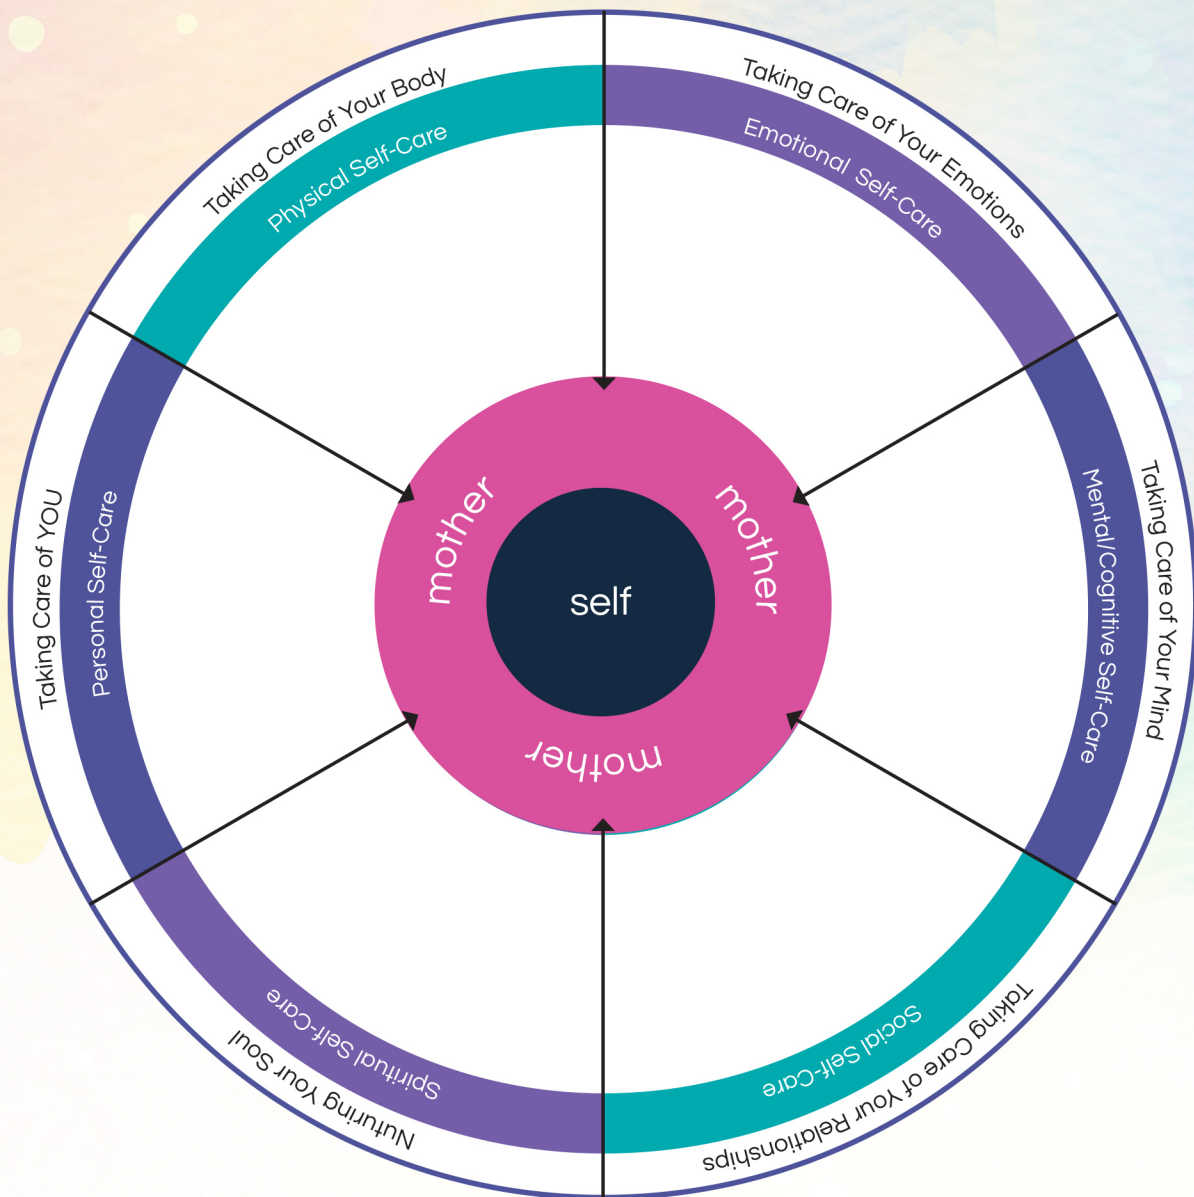 Taking Care of Your Body
Physical Self-Care
Taking Care of Your Emotions
Emotional Self-Care
Taking Care of Your Mind
Mental/Cognitive Self-Care
Taking Care of Your Relationships
Social Self-Care
Nuturing Your Soul
Spiritual Self-Care
Taking Care of YOU
Personal Self-Care
mother
mother
mother
self